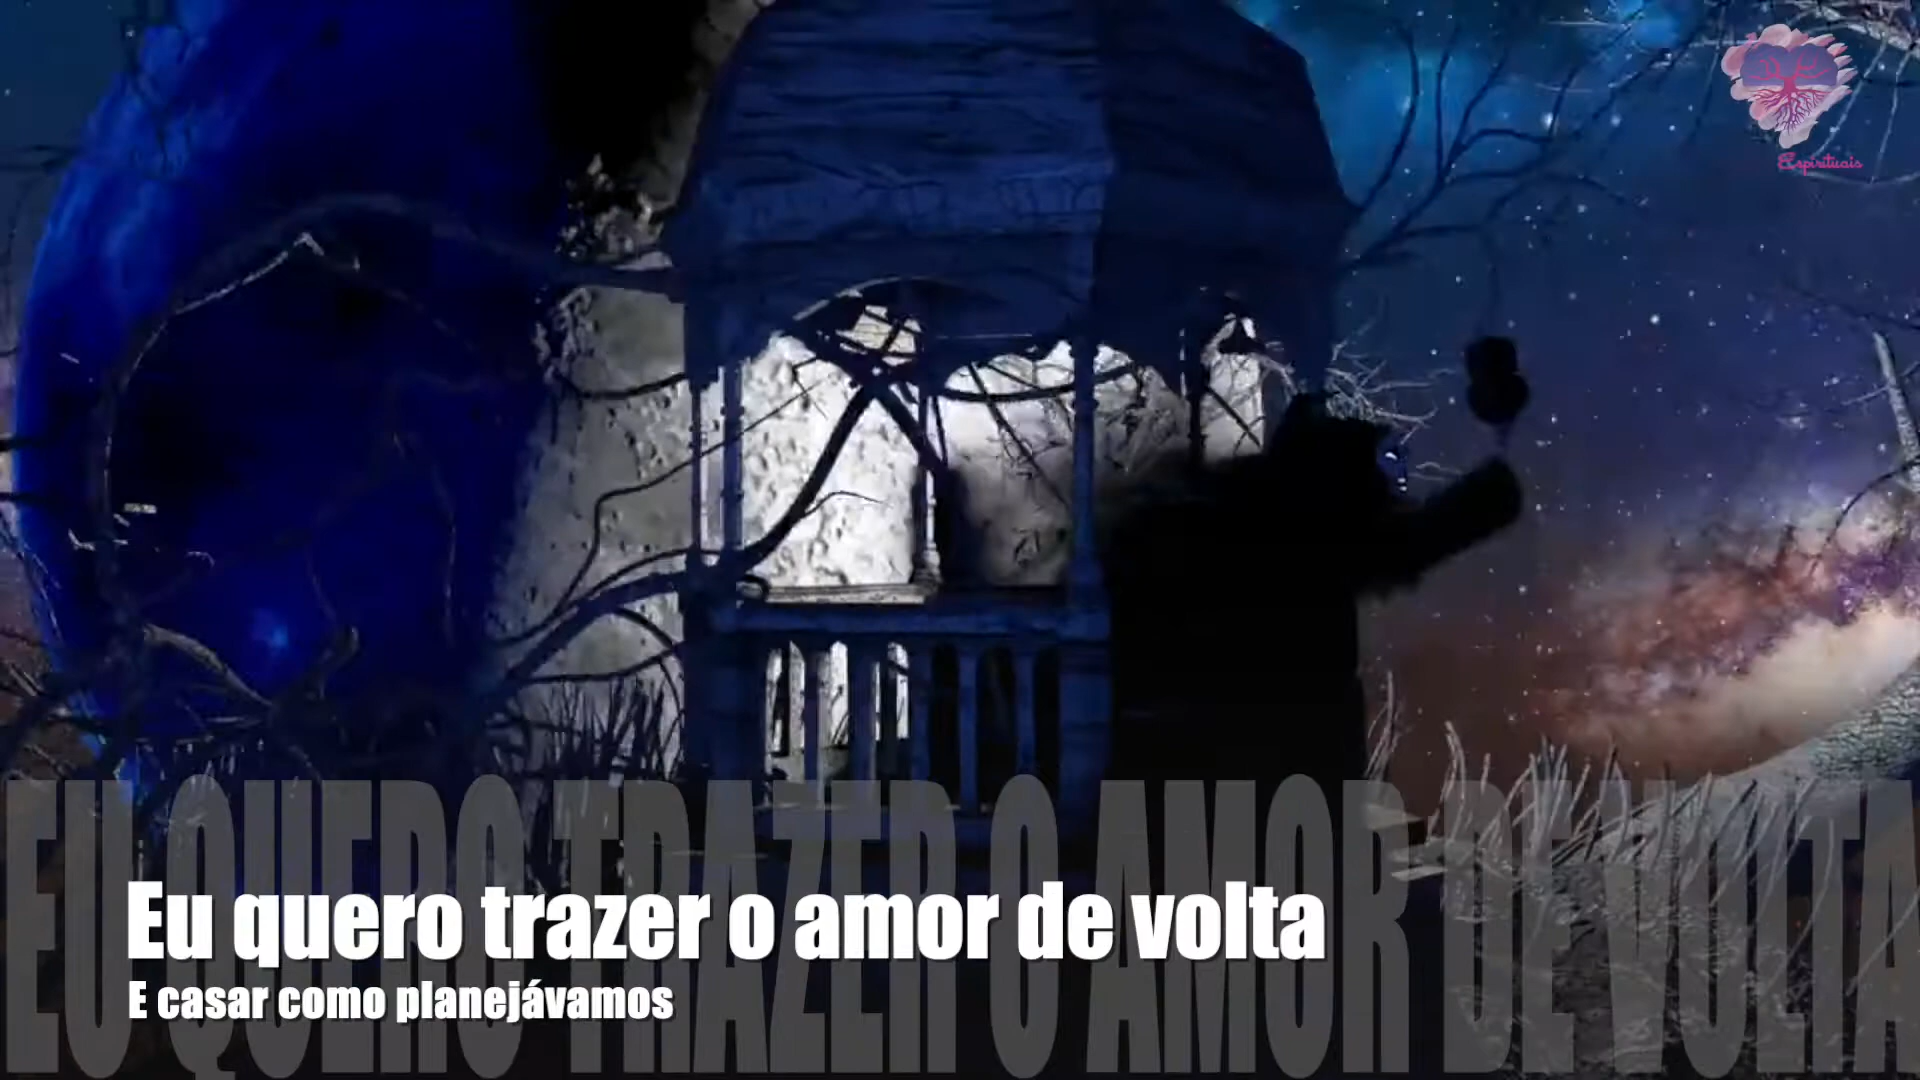 Espirituais
EU QUERO TRAZER O AMOR DE VOLTA
Eu quero trazer o amor de volta
E casar como planejávamos